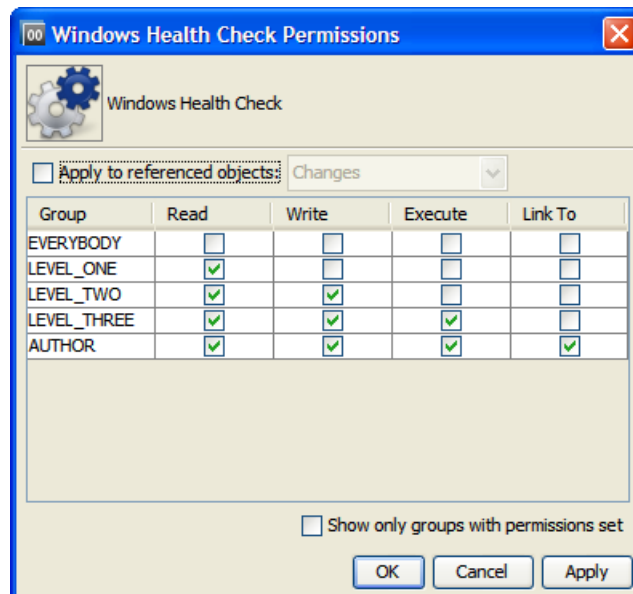 00 Windows Health Check Permissions
Windows Health Check
Apply to referenced objects: Changes
Group Read Write Execute Link To
EVERYBODY
LEVEL_ONE
LEVEL_TWO
LEVEL_THREE
AUTHOR
Show only groups with permissions set
OK Cancel Apply